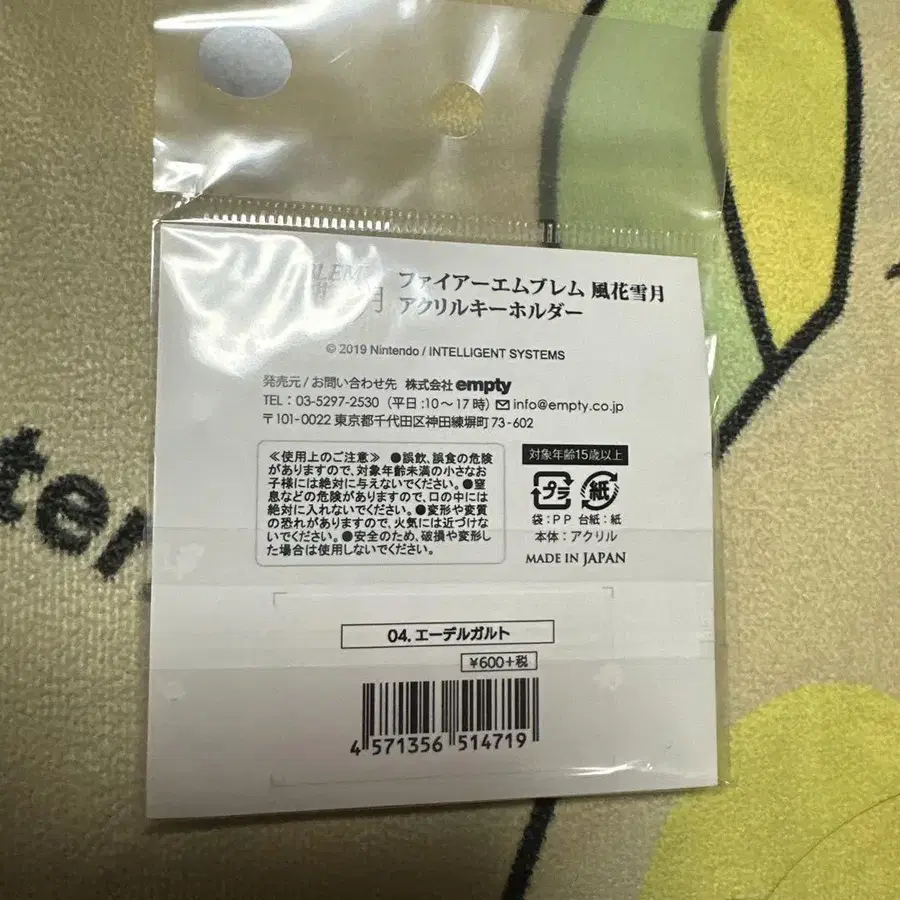 ファイアーエムブレム 風花雪月
アクリルキーホルダー
© 2019 Nintendo / INTELLIGENT SYSTEMS
発売元 / お問い合わせ先 株式会社empty
TEL : 03-5297-2530 (平日:10〜17時) info@empty.co.jp
〒101-0022 東京都千代田区神田練塀町73-602
≪使用上のご注意≫ ●誤飲、誤食の危険
がありますので、対象年齢未満の小さなお
子様には絶対に与えないでください。●窒
息などの危険がありますので、口の中には
絶対に入れないでください。●変形や変質
の恐れがありますので、火気には近づけな
いでください。●安全のため、破損や変形し
た場合は使用しないでください。
対象年齢15歳以上
プラ 紙
袋:PP 台紙:紙
本体:アクリル
MADE IN JAPAN
04. エーデルガルト
¥600+税
4 571356 514719
ter